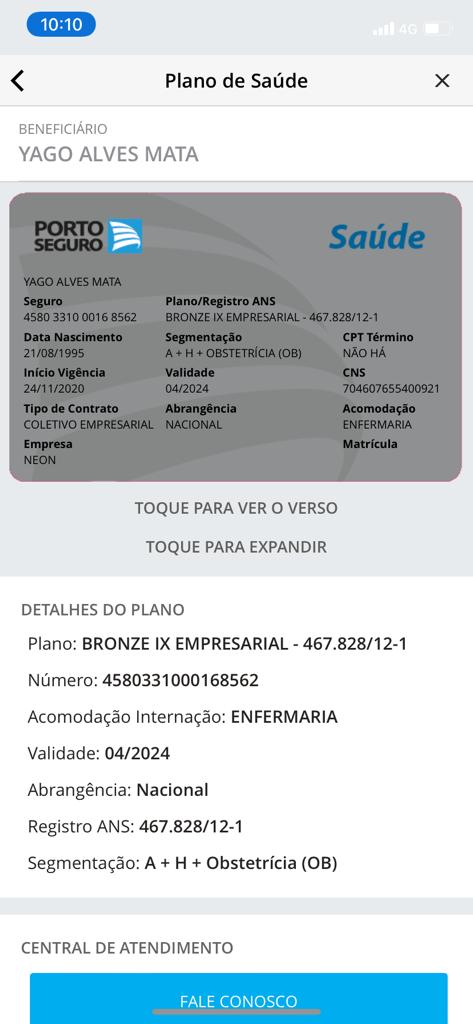 10:10
4G
Plano de Saúde
BENEFICIÁRIO
YAGO ALVES MATA
PORTO
SEGURO
Saúde
YAGO ALVES MATA
Seguro Plano/Registro ANS
4580 3310 0016 8562 BRONZE IX EMPRESARIAL - 467.828/12-1
Data Nascimento Segmentação CPT Término
21/08/1995 A + H + OBSTETRÍCIA (OB) NÃO HÁ
Início Vigência Validade CNS
24/11/2020 04/2024 704607655400921
Tipo de Contrato Abrangência Acomodação
COLETIVO EMPRESARIAL NACIONAL ENFERMARIA
Empresa Matrícula
NEON
TOQUE PARA VER O VERSO
TOQUE PARA EXPANDIR
DETALHES DO PLANO
Plano: BRONZE IX EMPRESARIAL - 467.828/12-1
Número: 4580331000168562
Acomodação Internação: ENFERMARIA
Validade: 04/2024
Abrangência: Nacional
Registro ANS: 467.828/12-1
Segmentação: A + H + Obstetrícia (OB)
CENTRAL DE ATENDIMENTO
FALE CONOSCO